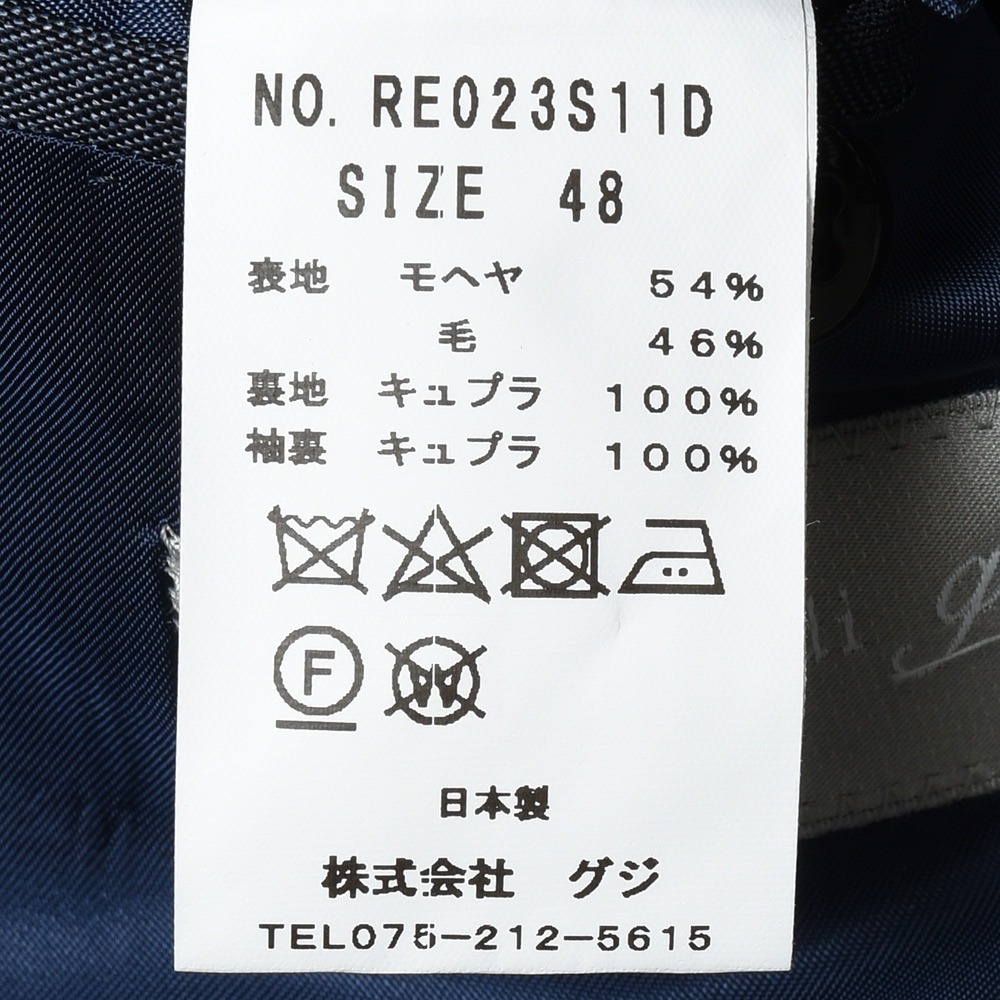 NO. RE023S11D
SIZE 48
表地 モヘヤ 54%
毛 46%
裏地 キュプラ 100%
袖裏 キュプラ 100%
F
W
日本製
株式会社 グジ
TEL075-212-5615